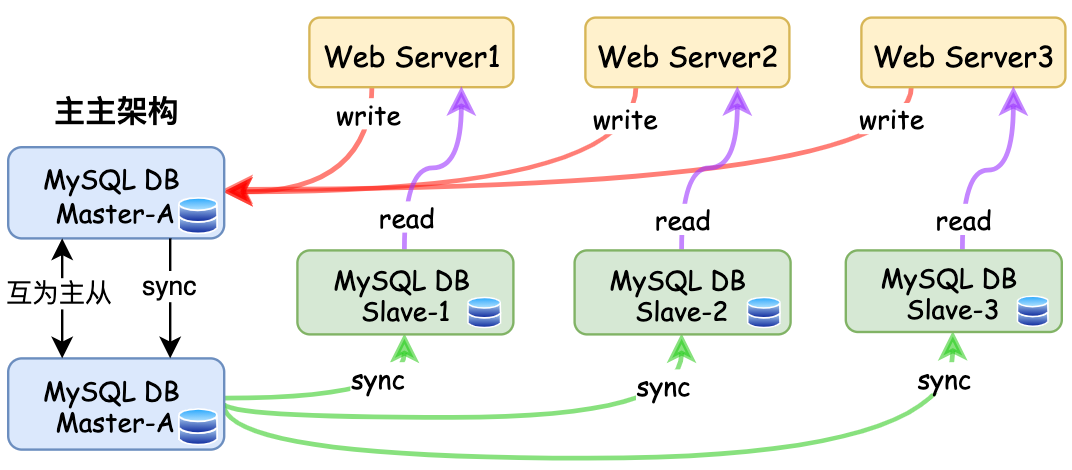 Web Server1
Web Server2
Web Server3
write
write
write
主主架构
MySQL DB
Master-A
read
read
read
互为主从
sync
MySQL DB
Slave-1
MySQL DB
Slave-2
MySQL DB
Slave-3
MySQL DB
Master-A
sync
sync
sync